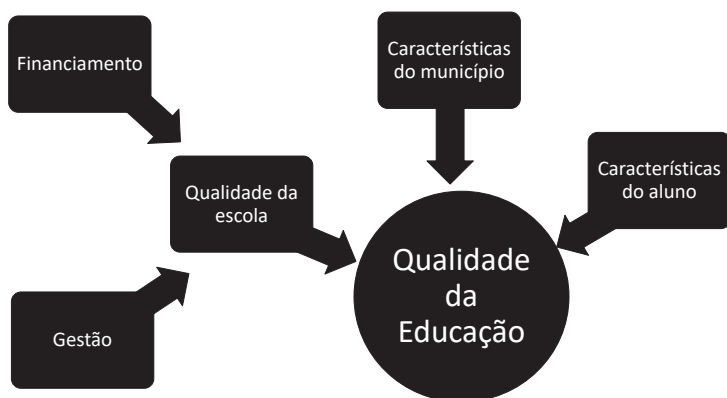 Financiamento
Características
do município
Qualidade da
escola
Características
do aluno
Qualidade
da
Educação
Gestão